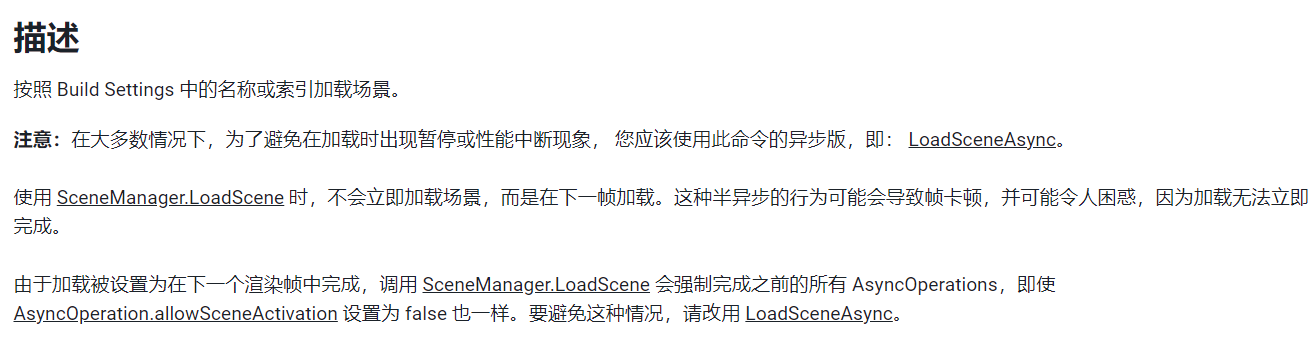 描述
按照 Build Settings 中的名称或索引加载场景。
注意：在大多数情况下，为了避免在加载时出现暂停或性能中断现象， 您应该使用此命令的异步版，即： LoadSceneAsync。
使用 SceneManager.LoadScene 时，不会立即加载场景，而是在下一帧加载。这种半异步的行为可能会导致帧卡顿，并可能令人困惑，因为加载无法立即
完成。
由于加载被设置为在下一个渲染帧中完成，调用 SceneManager.LoadScene 会强制完成之前的所有 AsyncOperations，即使
AsyncOperation.allowSceneActivation 设置为 false 也一样。要避免这种情况，请改用 LoadSceneAsync。